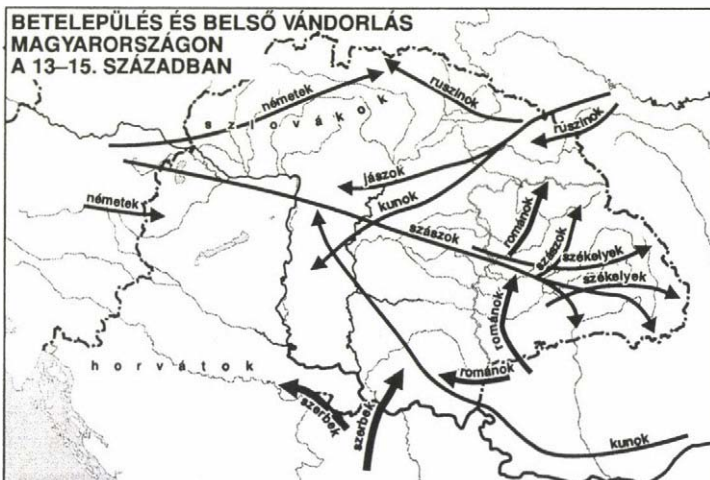 BETELEPÜLÉS ÉS BELSŐ VÁNDORLÁS
MAGYARORSZÁGON
A 13–15. SZÁZADBAN
németek
ruszinok
szlovákok
ruszinok
jászok
németek
kunok
románok
szászok
szászok
székelyek
székelyek
románok
horvátok
románok
szerbek
szerbek
kunok